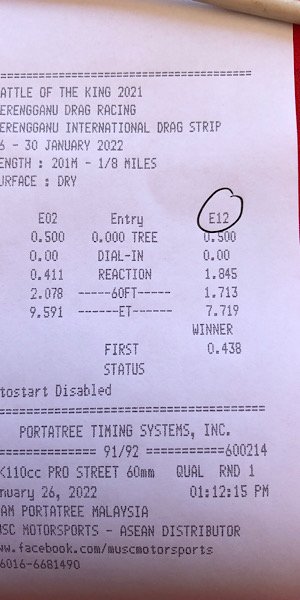 ===========================
ATTLE OF THE KING 2021
ERENGGANU DRAG RACING
ERENGGANU INTERNATIONAL DRAG STRIP
6 - 30 JANUARY 2022
ENGTH : 201M - 1/8 MILES
URFACE : DRY
E02 Entry E12
0.500 0.000 TREE 0.500
0.00 DIAL-IN 0.00
0.411 REACTION 1.845
2.078 -----60FT----- 1.713
9.591 ------ET------ 7.719
WINNER
FIRST 0.438
STATUS
tostart Disabled
===========================
PORTATREE TIMING SYSTEMS, INC.
============ 91/92 ============600214
<110cc PRO STREET 60mm QUAL RND 1
nuary 26, 2022 01:12:15 PM
AM PORTATREE MALAYSIA
USC MOTORSPORTS - ASEAN DISTRIBUTOR
ww.facebook.com/muscmotorsports
6016-6681490